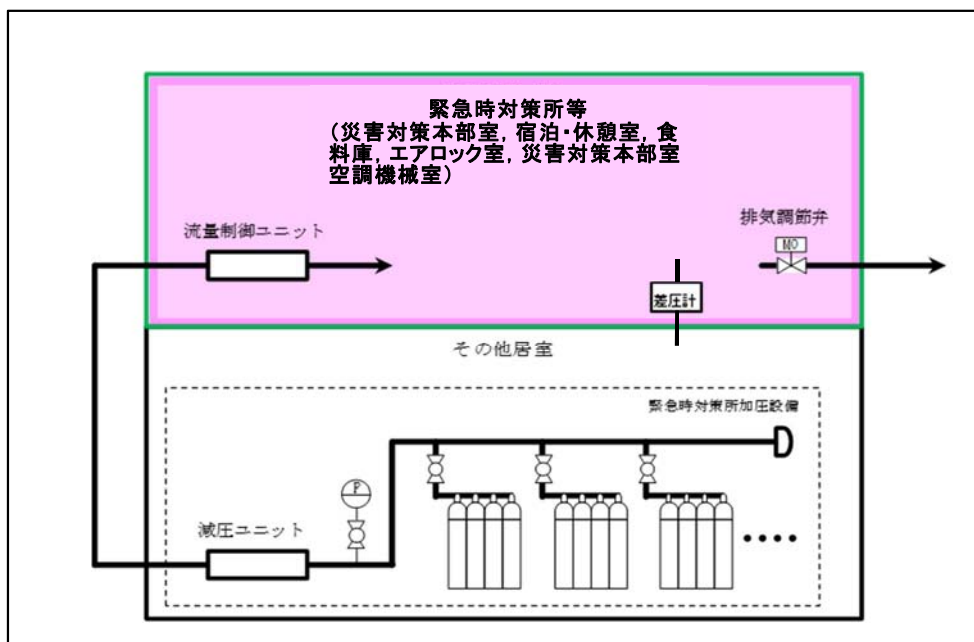 緊急時対策所等
（災害対策本部室，宿泊・休憩室，食
料庫，エアロック室，災害対策本部室
空調機械室）
排気調節弁
流量制御ユニット
MO
差圧計
その他居室
緊急時対策所加圧設備
P
減圧ユニット